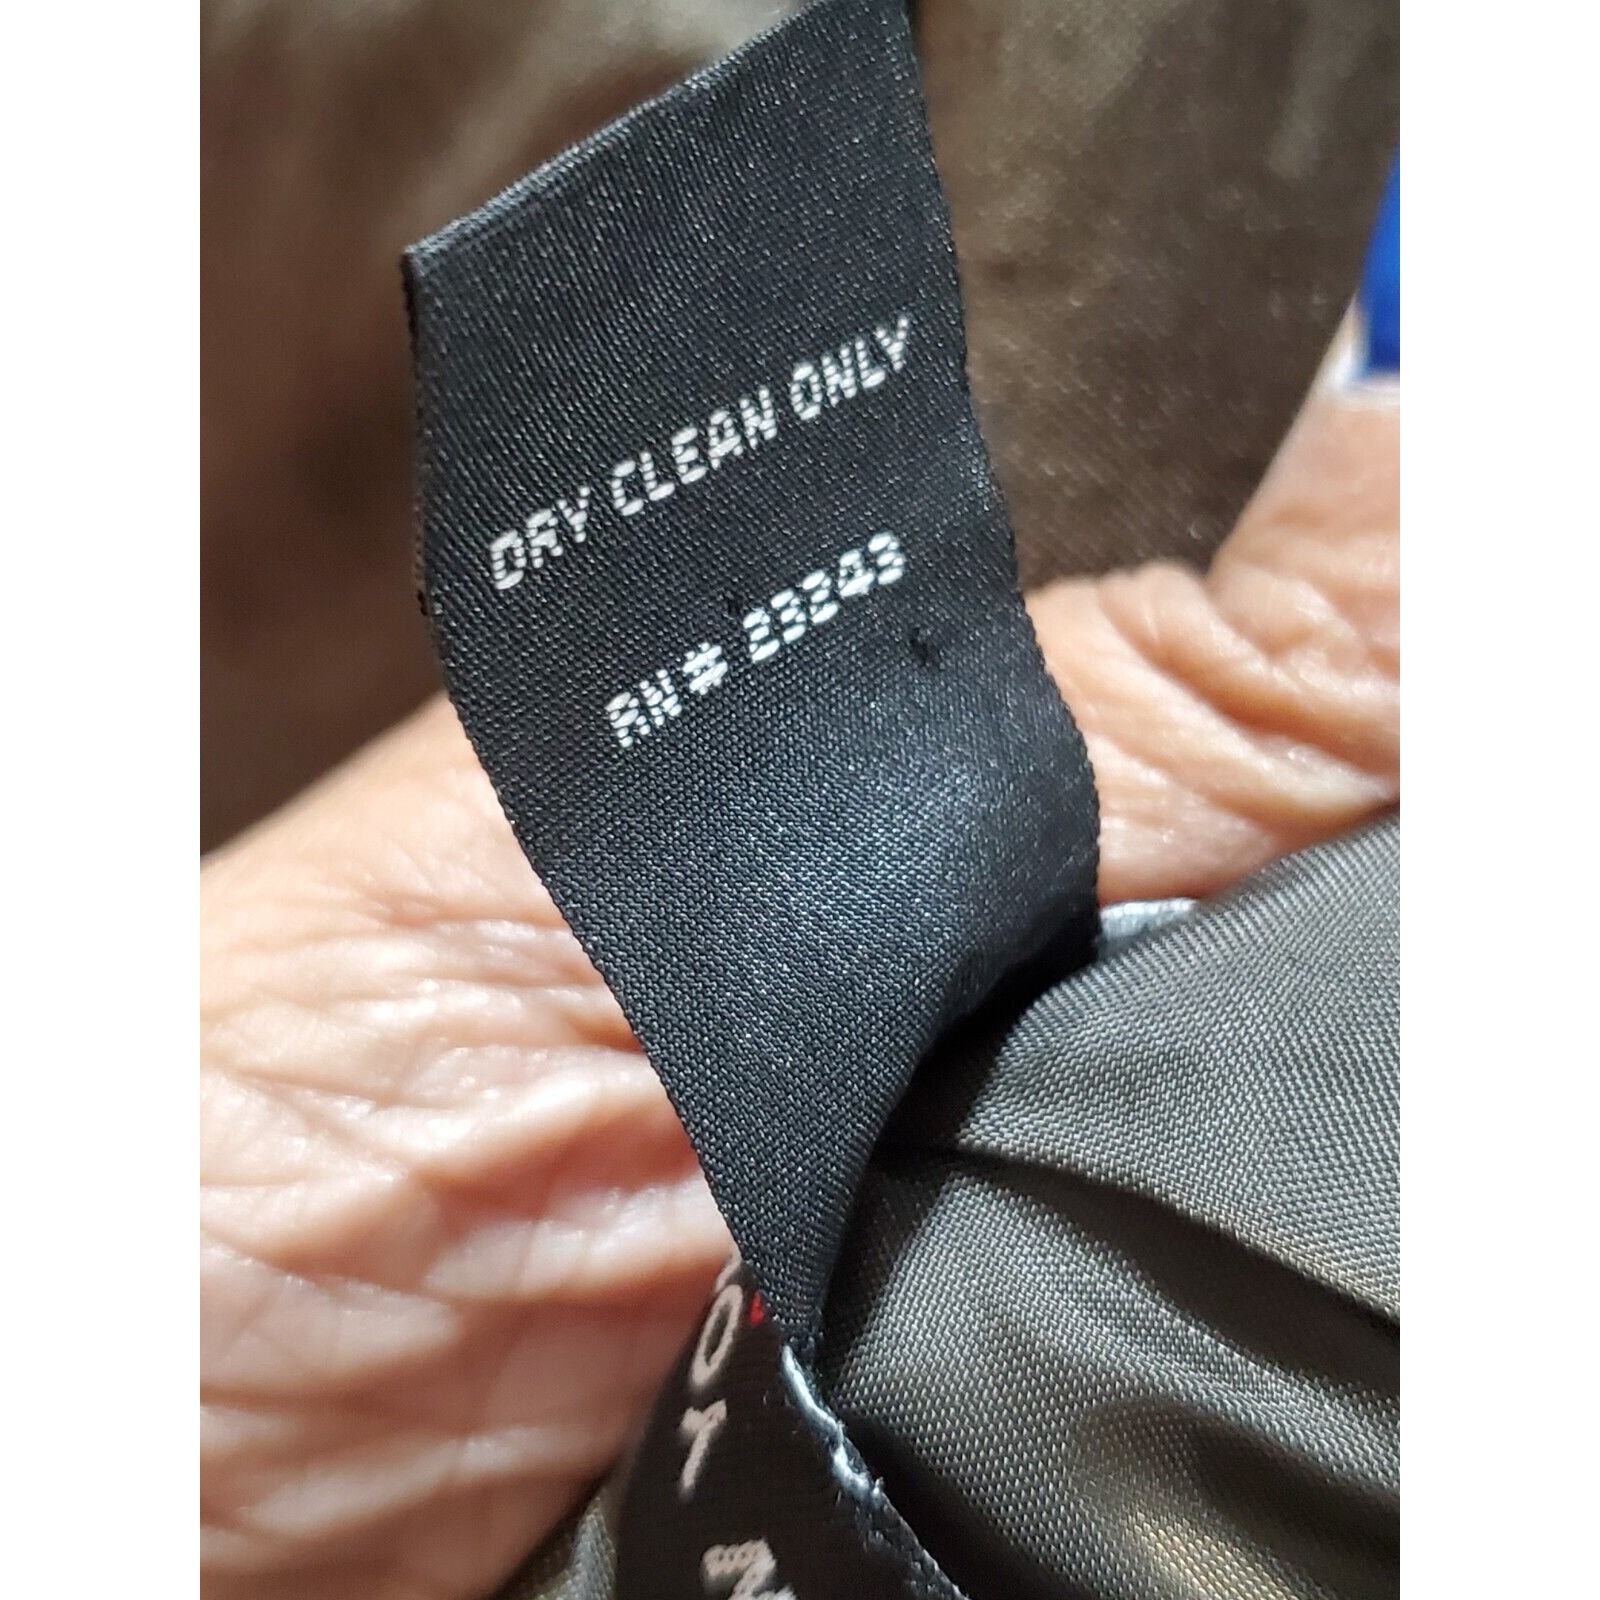 DRY CLEAN ONLY
RN# 23243